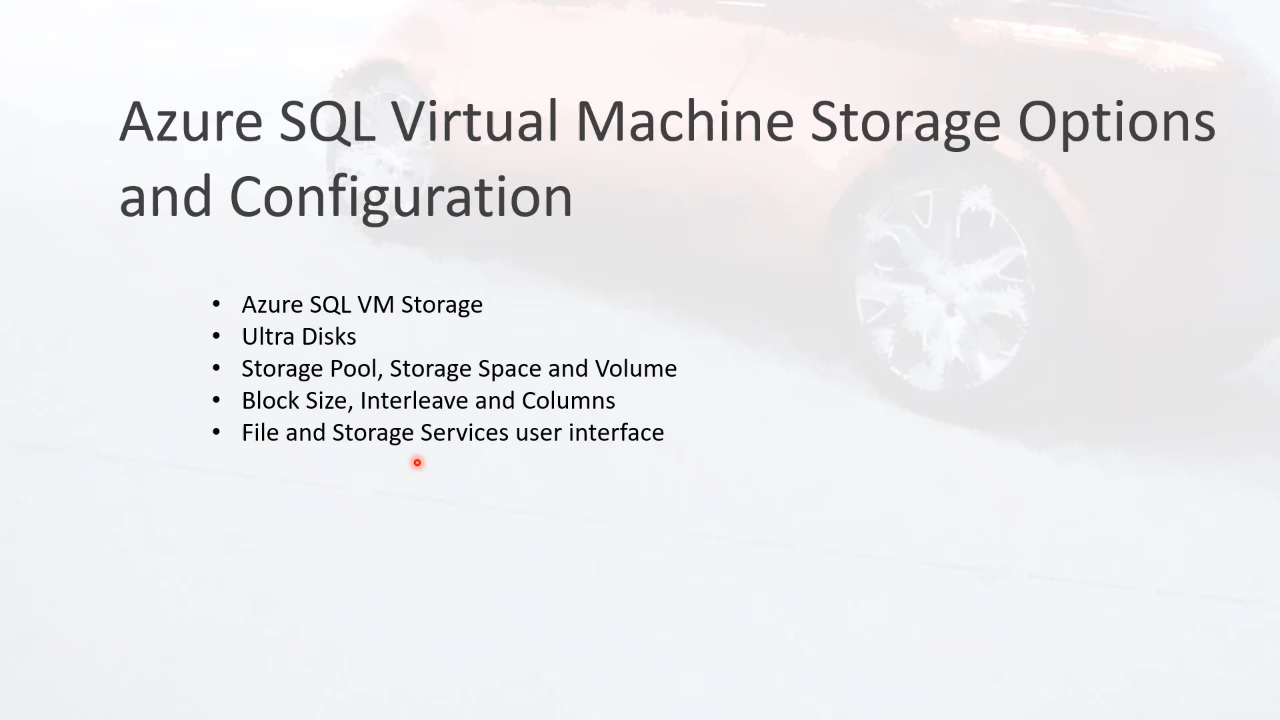 Azure SQL Virtual Machine Storage Options
and Configuration
• Azure SQL VM Storage
• Ultra Disks
• Storage Pool, Storage Space and Volume
• Block Size, Interleave and Columns
• File and Storage Services user interface